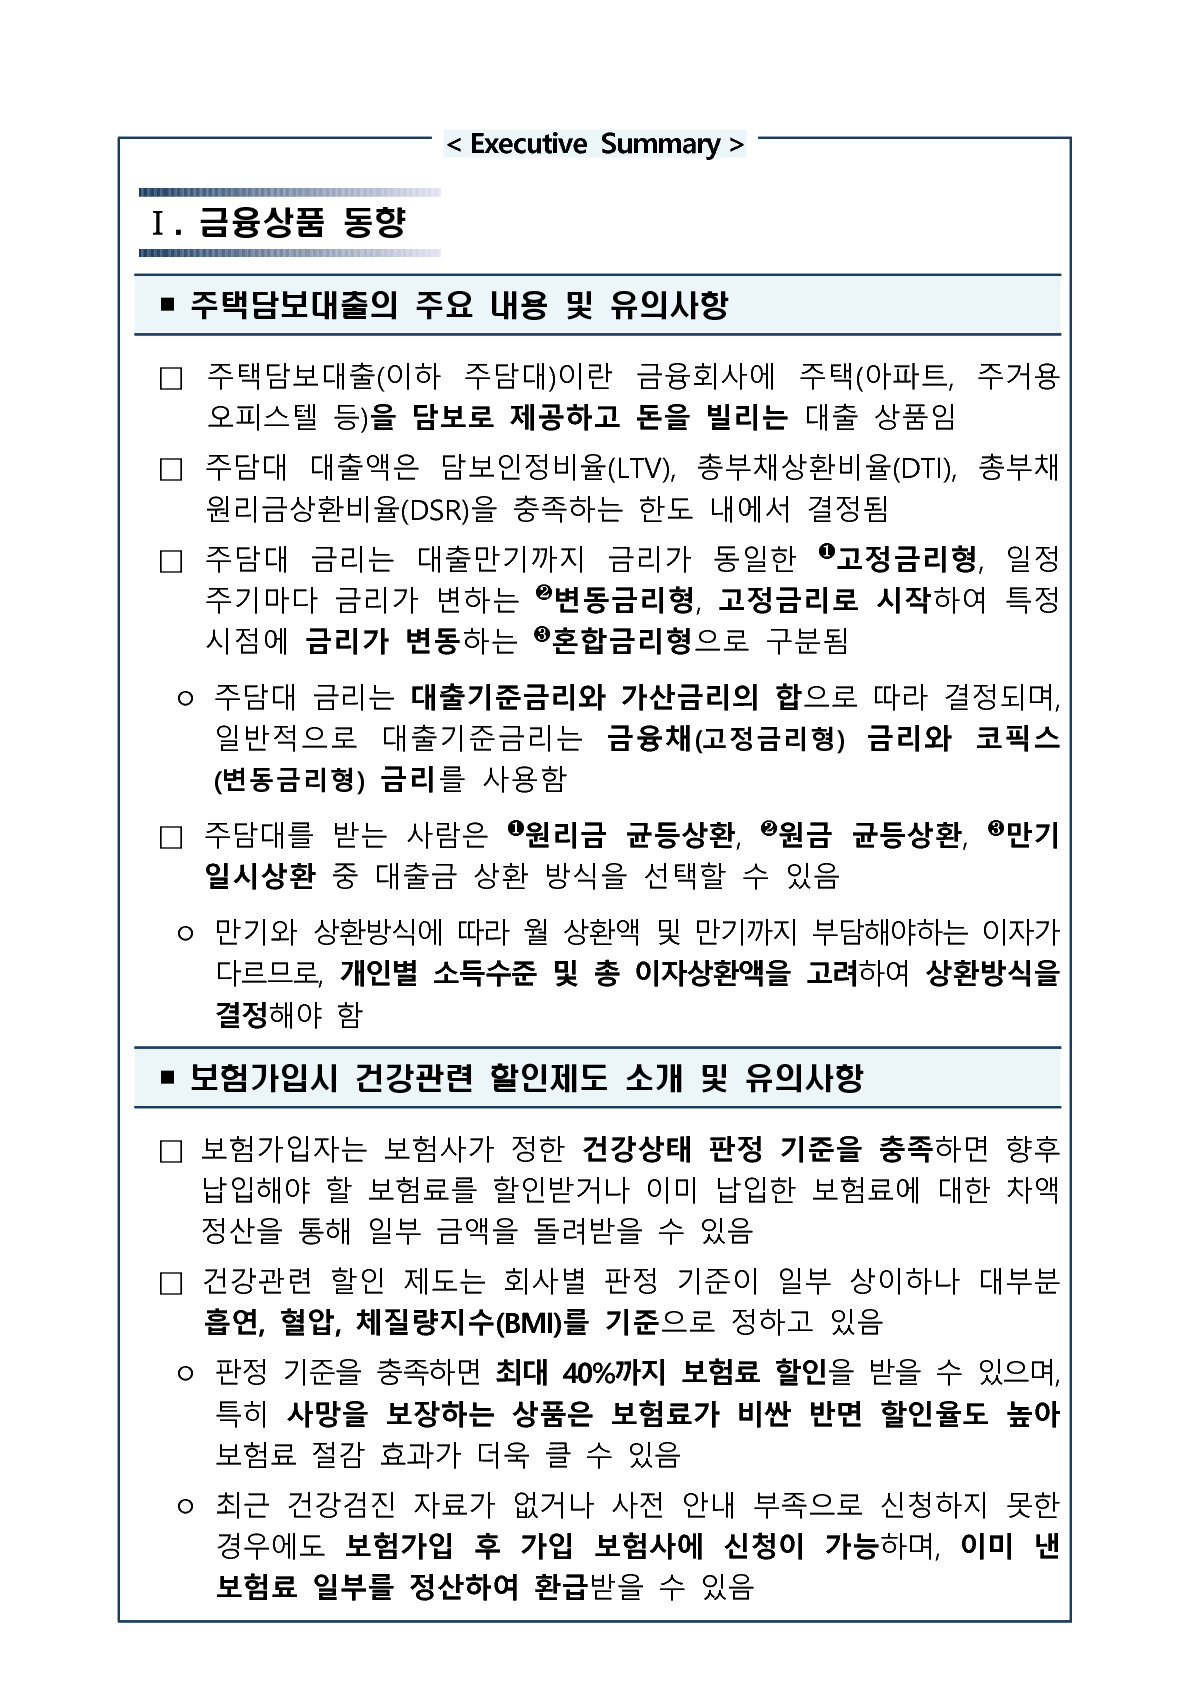 < Executive Summary >
Ⅰ. 금융상품 동향
■ 주택담보대출의 주요 내용 및 유의사항
□ 주택담보대출(이하 주담대)이란 금융회사에 주택(아파트, 주거용
오피스텔 등)을 담보로 제공하고 돈을 빌리는 대출 상품임
□ 주담대 대출액은 담보인정비율(LTV), 총부채상환비율(DTI), 총부채
원리금상환비율(DSR)을 충족하는 한도 내에서 결정됨
□ 주담대 금리는 대출만기까지 금리가 동일한 ❶고정금리형, 일정
주기마다 금리가 변하는 ❷변동금리형, 고정금리로 시작하여 특정
시점에 금리가 변동하는 ❸혼합금리형으로 구분됨
ㅇ 주담대 금리는 대출기준금리와 가산금리의 합으로 따라 결정되며,
일반적으로 대출기준금리는 금융채(고정금리형) 금리와 코픽스
(변동금리형) 금리를 사용함
□ 주담대를 받는 사람은 ❶원리금 균등상환, ❷원금 균등상환, ❸만기
일시상환 중 대출금 상환 방식을 선택할 수 있음
ㅇ 만기와 상환방식에 따라 월 상환액 및 만기까지 부담해야하는 이자가
다르므로, 개인별 소득수준 및 총 이자상환액을 고려하여 상환방식을
결정해야 함
■ 보험가입시 건강관련 할인제도 소개 및 유의사항
□ 보험가입자는 보험사가 정한 건강상태 판정 기준을 충족하면 향후
납입해야 할 보험료를 할인받거나 이미 납입한 보험료에 대한 차액
정산을 통해 일부 금액을 돌려받을 수 있음
□ 건강관련 할인 제도는 회사별 판정 기준이 일부 상이하나 대부분
흡연, 혈압, 체질량지수(BMI)를 기준으로 정하고 있음
ㅇ 판정 기준을 충족하면 최대 40%까지 보험료 할인을 받을 수 있으며,
특히 사망을 보장하는 상품은 보험료가 비싼 반면 할인율도 높아
보험료 절감 효과가 더욱 클 수 있음
ㅇ 최근 건강검진 자료가 없거나 사전 안내 부족으로 신청하지 못한
경우에도 보험가입 후 가입 보험사에 신청이 가능하며, 이미 낸
보험료 일부를 정산하여 환급받을 수 있음